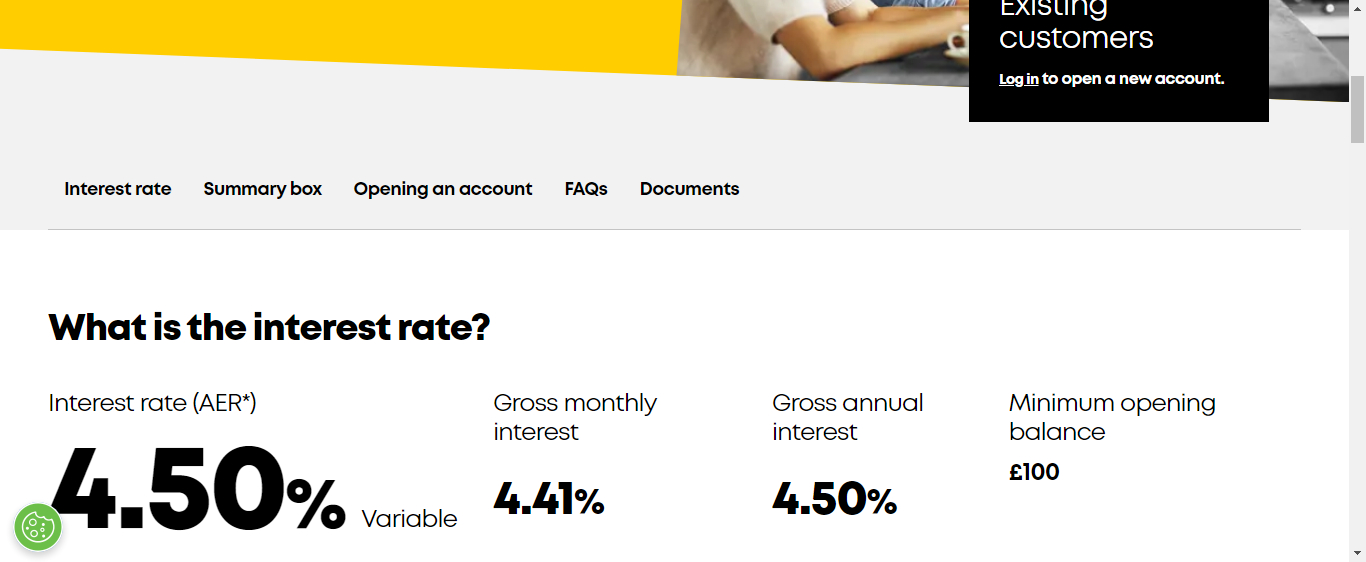 Existing
customers
Log in to open a new account.
Interest rate
Summary box
Opening an account
FAQs
Documents
What is the interest rate?
Interest rate (AER*)
4.50% Variable
Gross monthly
interest
4.41%
Gross annual
interest
4.50%
Minimum opening
balance
£100